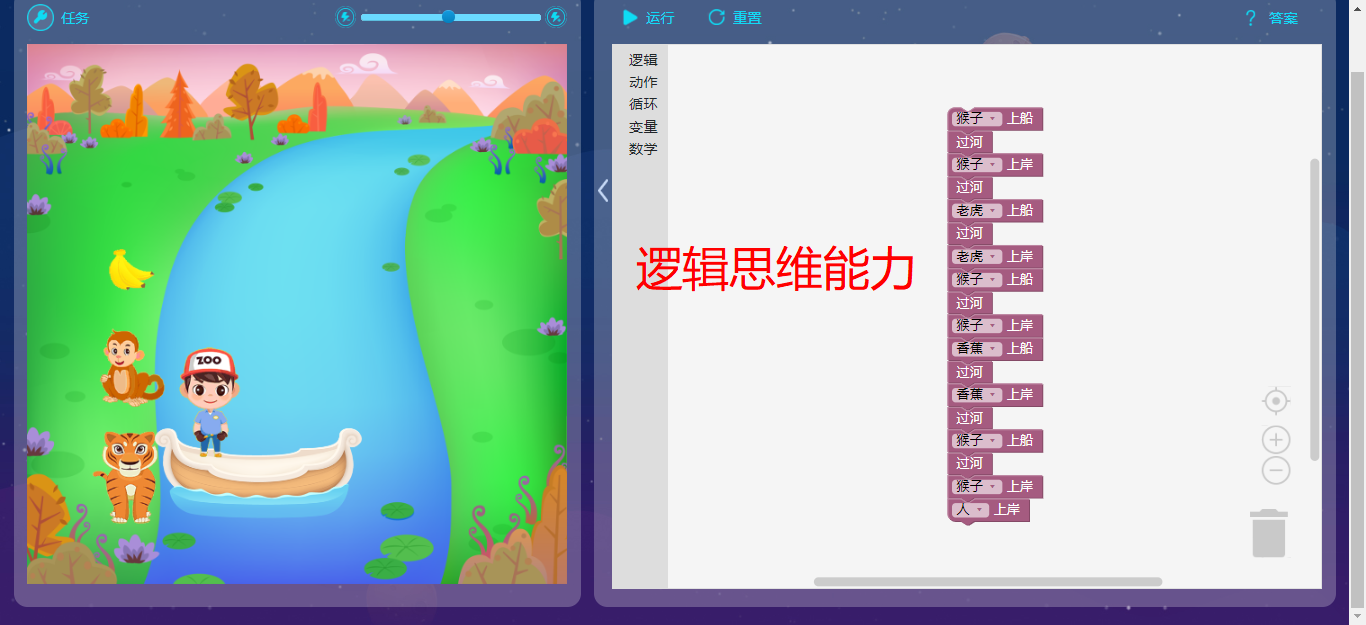 任务
运行
重置
? 答案
逻辑
动作
循环
变量
数学
ZOO
逻辑思维能力
猴子 上船
过河
猴子 上岸
过河
老虎 上船
过河
老虎 上岸
猴子 上船
过河
猴子 上岸
香蕉 上船
过河
香蕉 上岸
过河
猴子 上船
过河
猴子 上岸
人 上岸